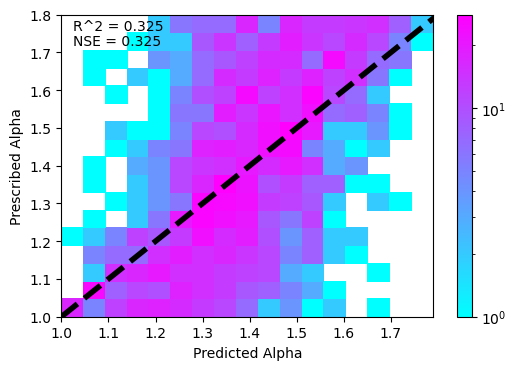 R^2 = 0.325
NSE = 0.325
1.8
1.7
1.6
1.5
1.4
1.3
1.2
1.1
1.0
Prescribed Alpha
1.0 1.1 1.2 1.3 1.4 1.5 1.6 1.7
Predicted Alpha
10^1
10^0